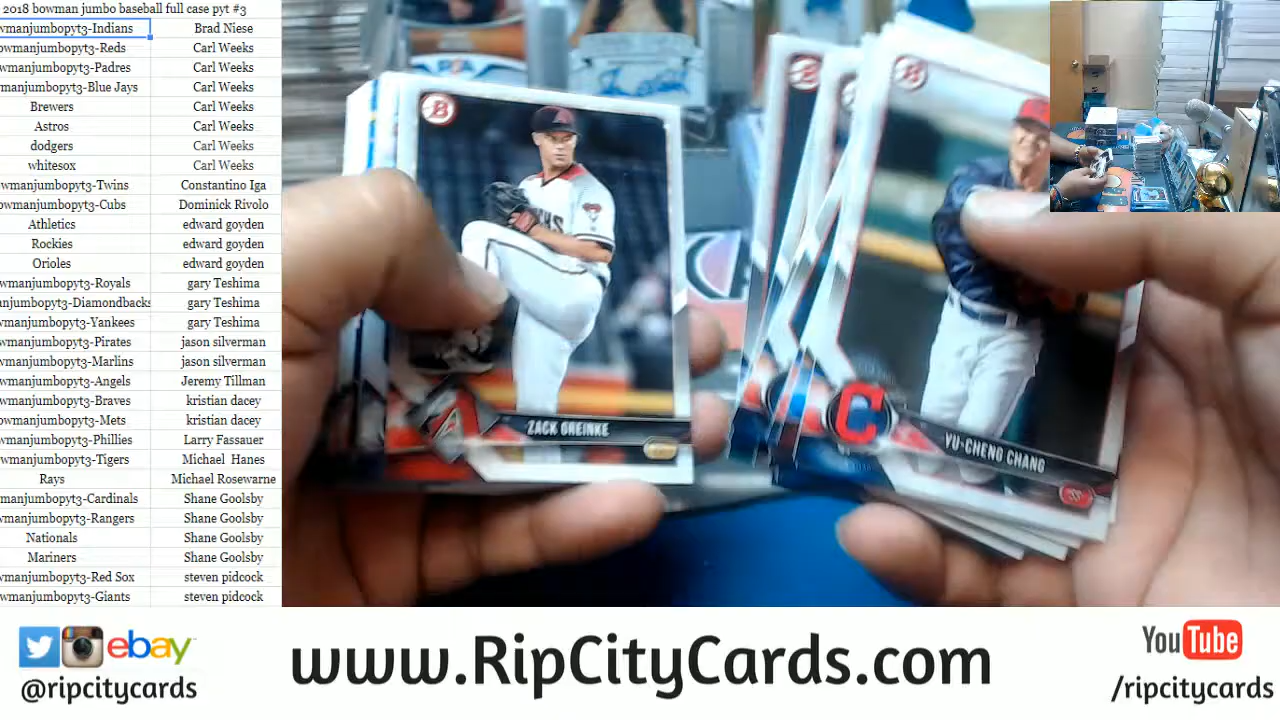 2018 bowman jumbo baseball full case pyt #3
wmanjumbopyt3-Indians Brad Niese
owmanjumbopyt3-Reds Carl Weeks
owmanjumbopyt3-Padres Carl Weeks
manjumbopyt3-Blue Jays Carl Weeks
Brewers Carl Weeks
Astros Carl Weeks
dodgers Carl Weeks
whitesox Carl Weeks
owmanjumbopyt3-Twins Constantino Iga
owmanjumbopyt3-Cubs Dominick Rivolo
Athletics edward goyden
Rockies edward goyden
Orioles edward goyden
wmanjumbopyt3-Royals gary Teshima
anjumbopyt3-Diamondbacks gary Teshima
manjumbopyt3-Yankees gary Teshima
wmanjumbopyt3-Pirates jason silverman
wmanjumbopyt3-Marlins jason silverman
wmanjumbopyt3-Angels Jeremy Tillman
wmanjumbopyt3-Braves kristian dacey
owmanjumbopyt3-Mets kristian dacey
wmanjumbopyt3-Phillies Larry Fassauer
wmanjumbopyt3-Tigers Michael Hanes
Rays Michael Rosewarne
manjumbopyt3-Cardinals Shane Goolsby
wmanjumbopyt3-Rangers Shane Goolsby
Nationals Shane Goolsby
Mariners Shane Goolsby
wmanjumbopyt3-Red Sox steven pidcock
wmanjumbopyt3-Giants steven pidcock
B
ZACK GREINKE
B
C
YU-CHENG CHANG
ebay
@ripcitycards
www.RipCityCards.com
YouTube
/ripcitycards